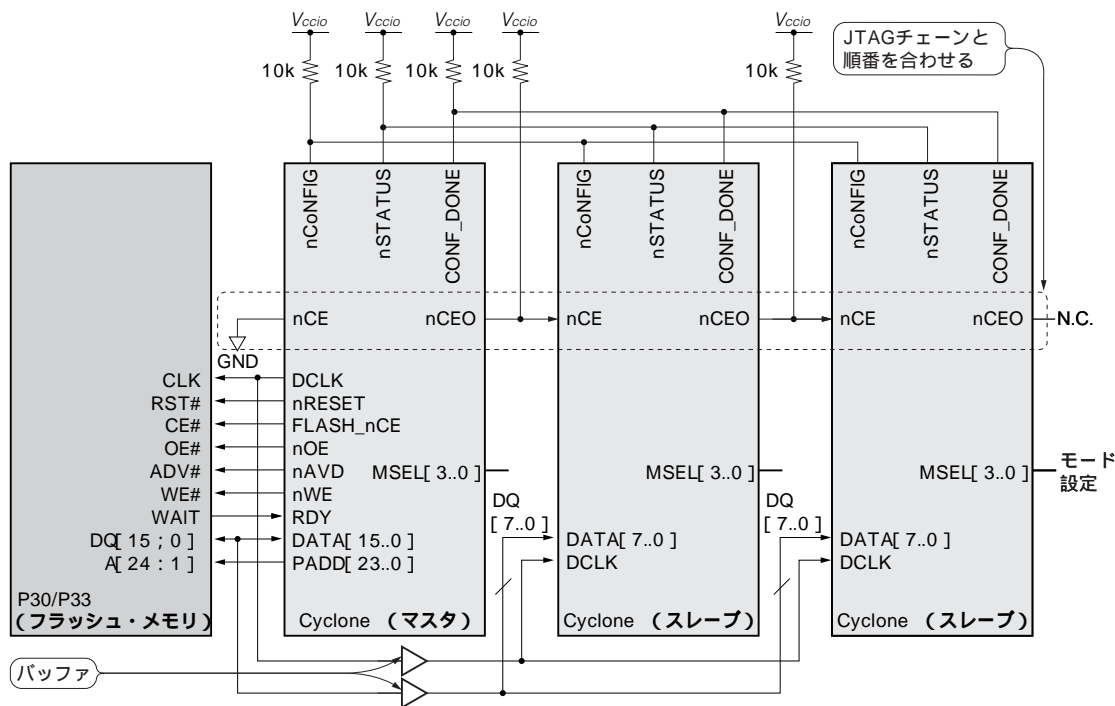 Vccio
Vccio
Vccio
Vccio
Vccio
10k
10k
10k
10k
10k
JTAGチェーンと
順番を合わせる
nCoNFIG
nSTATUS
CONF_DONE
nCoNFIG
nSTATUS
CONF_DONE
nCoNFIG
nSTATUS
CONF_DONE
nCE
nCEO
nCE
nCEO
nCE
nCEO
N.C.
GND
CLK
RST#
CE#
OE#
ADV#
WE#
WAIT
DQ[ 15 ; 0 ]
A[ 24 : 1 ]
P30/P33
(フラッシュ・メモリ)
DCLK
nRESET
FLASH_nCE
nOE
nAVD
nWE
RDY
DATA[ 15..0 ]
PADD[ 23..0 ]
MSEL[ 3..0 ]
Cyclone (マスタ)
DQ
[ 7..0 ]
MSEL[ 3..0 ]
DATA[ 7..0 ]
DCLK
Cyclone (スレーブ)
DQ
[ 7..0 ]
MSEL[ 3..0 ]
モード
設定
DATA[ 7..0 ]
DCLK
Cyclone (スレーブ)
バッファ